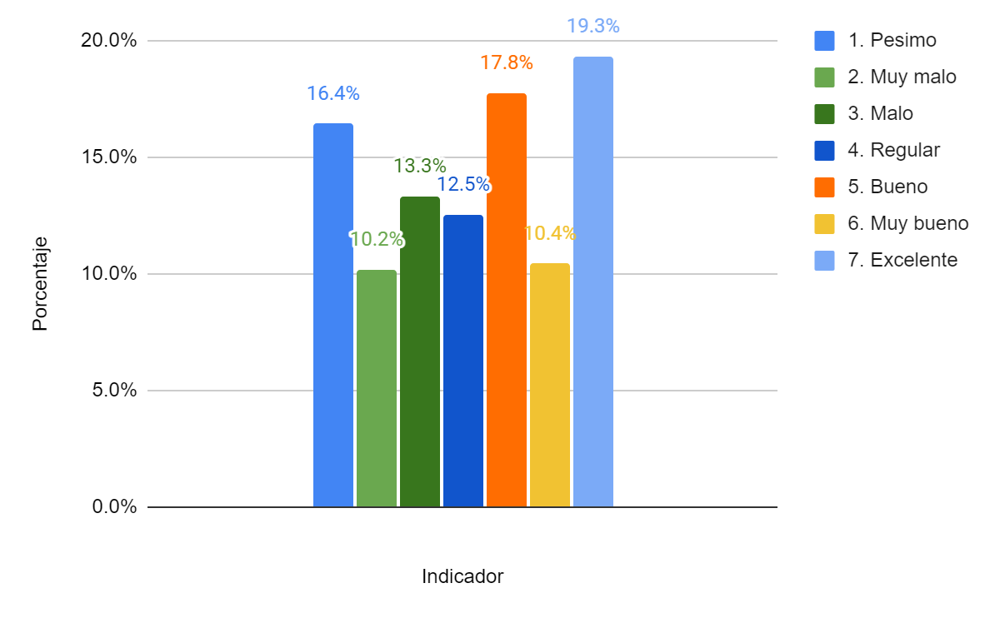 20.0%
15.0%
10.0%
5.0%
0.0%
Porcentaje
16.4%
10.2%
13.3%
12.5%
17.8%
10.4%
19.3%
Indicador
1. Pesimo
2. Muy malo
3. Malo
4. Regular
5. Bueno
6. Muy bueno
7. Excelente